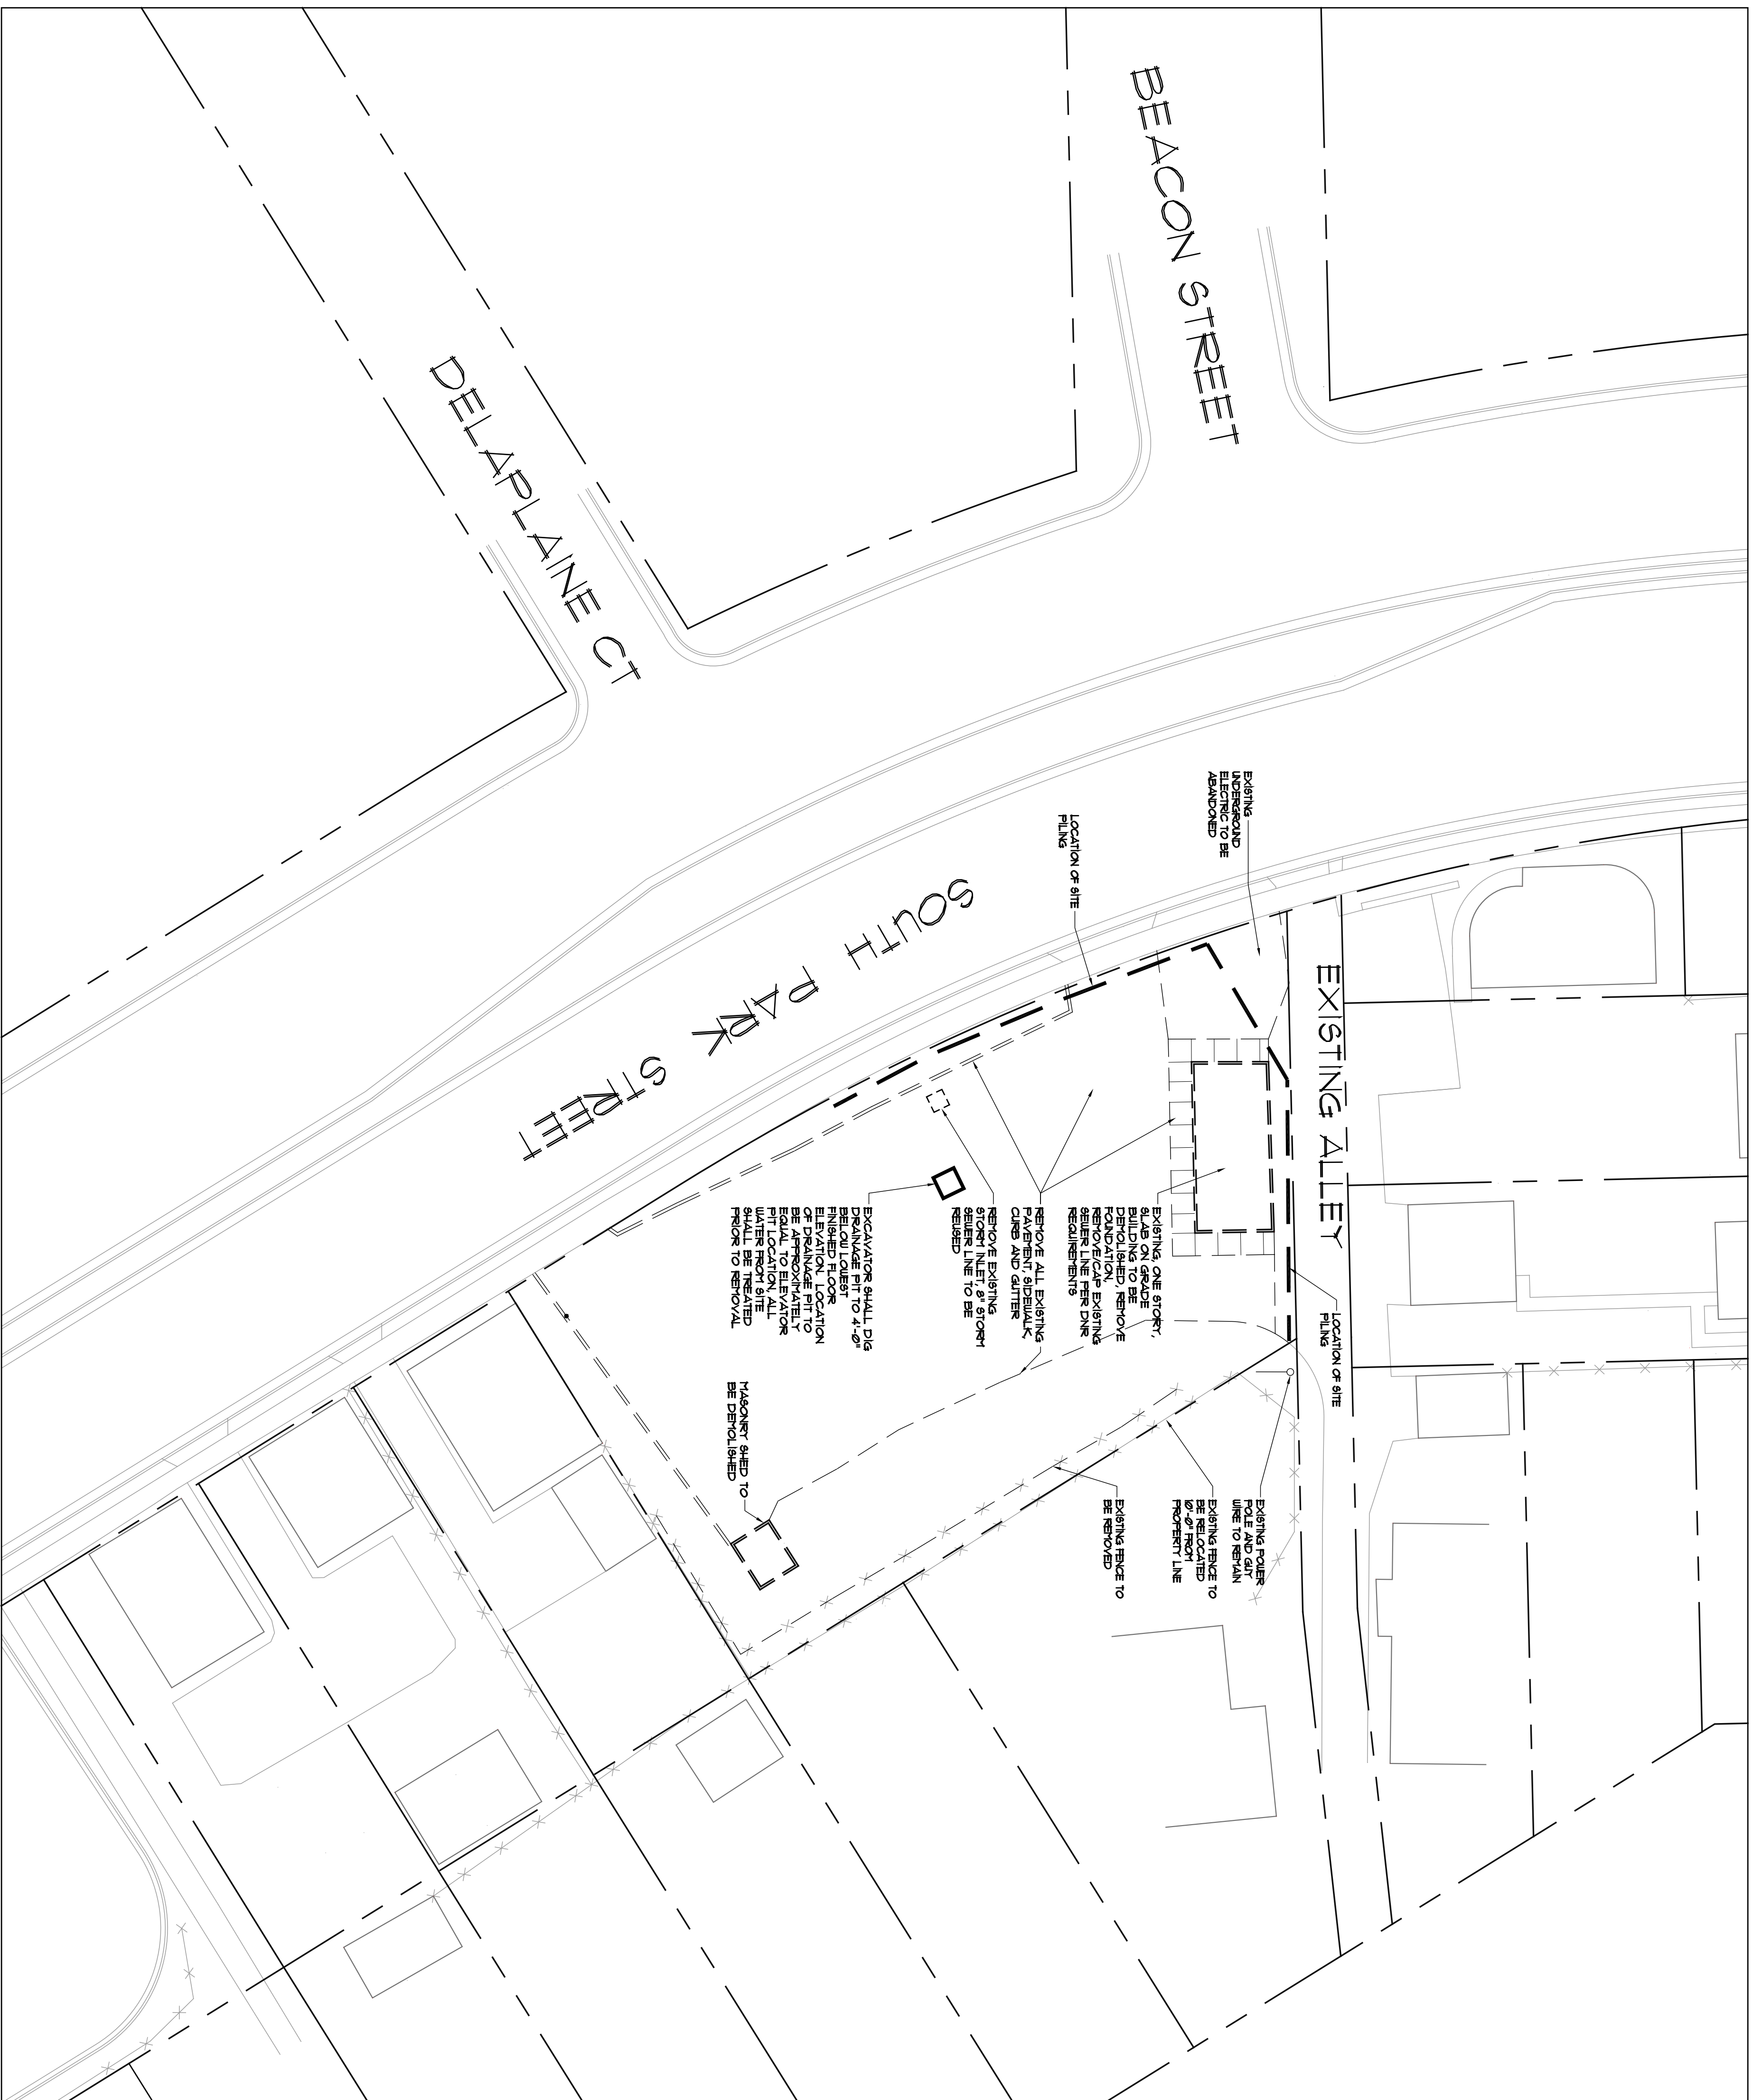 BEACON STREET
DELAPLAINE CT
SOUTH PARK STREET
EXISTING ALLEY
EXISTING
UNDERGROUND
ELECTRIC TO BE
ABANDONED
LOCATION OF SITE
PILING
LOCATION OF SITE
PILING
EXISTING POWER
POLE AND GUY
WIRE TO REMAIN
EXISTING FENCE TO
BE RELOCATED
10'-0" FROM
PROPERTY LINE
EXISTING FENCE TO
BE REMOVED
EXISTING, ONE STORY,
SLAB ON GRADE
BUILDING TO BE
DEMOLISHED, REMOVE
FOUNDATION.
REMOVE/CAP EXISTING
SEWER LINE PER DNR
REQUIREMENTS
REMOVE ALL EXISTING
PAVEMENT, SIDEWALK,
CURB AND GUTTER
REMOVE EXISTING
STORM INLET, 8" STORM
SEWER LINE TO BE
REUSED
EXCAVATOR SHALL DIG
DRAINAGE PIT TO 4'-0"
BELOW LOWEST
FINISHED FLOOR
ELEVATION. LOCATION
OF DRAINAGE PIT TO
BE APPROXIMATELY
EQUAL TO ELEVATOR
PIT LOCATION, ALL
WATER FROM SITE
SHALL BE TREATED
PRIOR TO REMOVAL
MASONRY SHED TO
BE DEMOLISHED